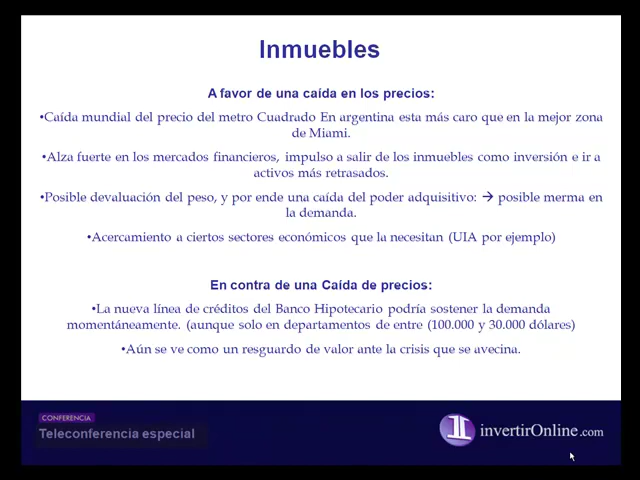 Inmuebles
A favor de una caída en los precios:
•Caída mundial del precio del metro Cuadrado En argentina esta más caro que en la mejor zona
de Miami.
•Alza fuerte en los mercados financieros, impulso a salir de los inmuebles como inversión e ir a
activos más retrasados.
•Posible devaluación del peso, y por ende una caída del poder adquisitivo: → posible merma en
la demanda.
•Acercamiento a ciertos sectores económicos que la necesitan (UIA por ejemplo)
En contra de una Caída de precios:
•La nueva línea de créditos del Banco Hipotecario podría sostener la demanda
momentáneamente. (aunque solo en departamentos de entre (100.000 y 30.000 dólares)
•Aún se ve como un resguardo de valor ante la crisis que se avecina.
CONFERENCIA
Teleconferencia especial
invertirOnline.com